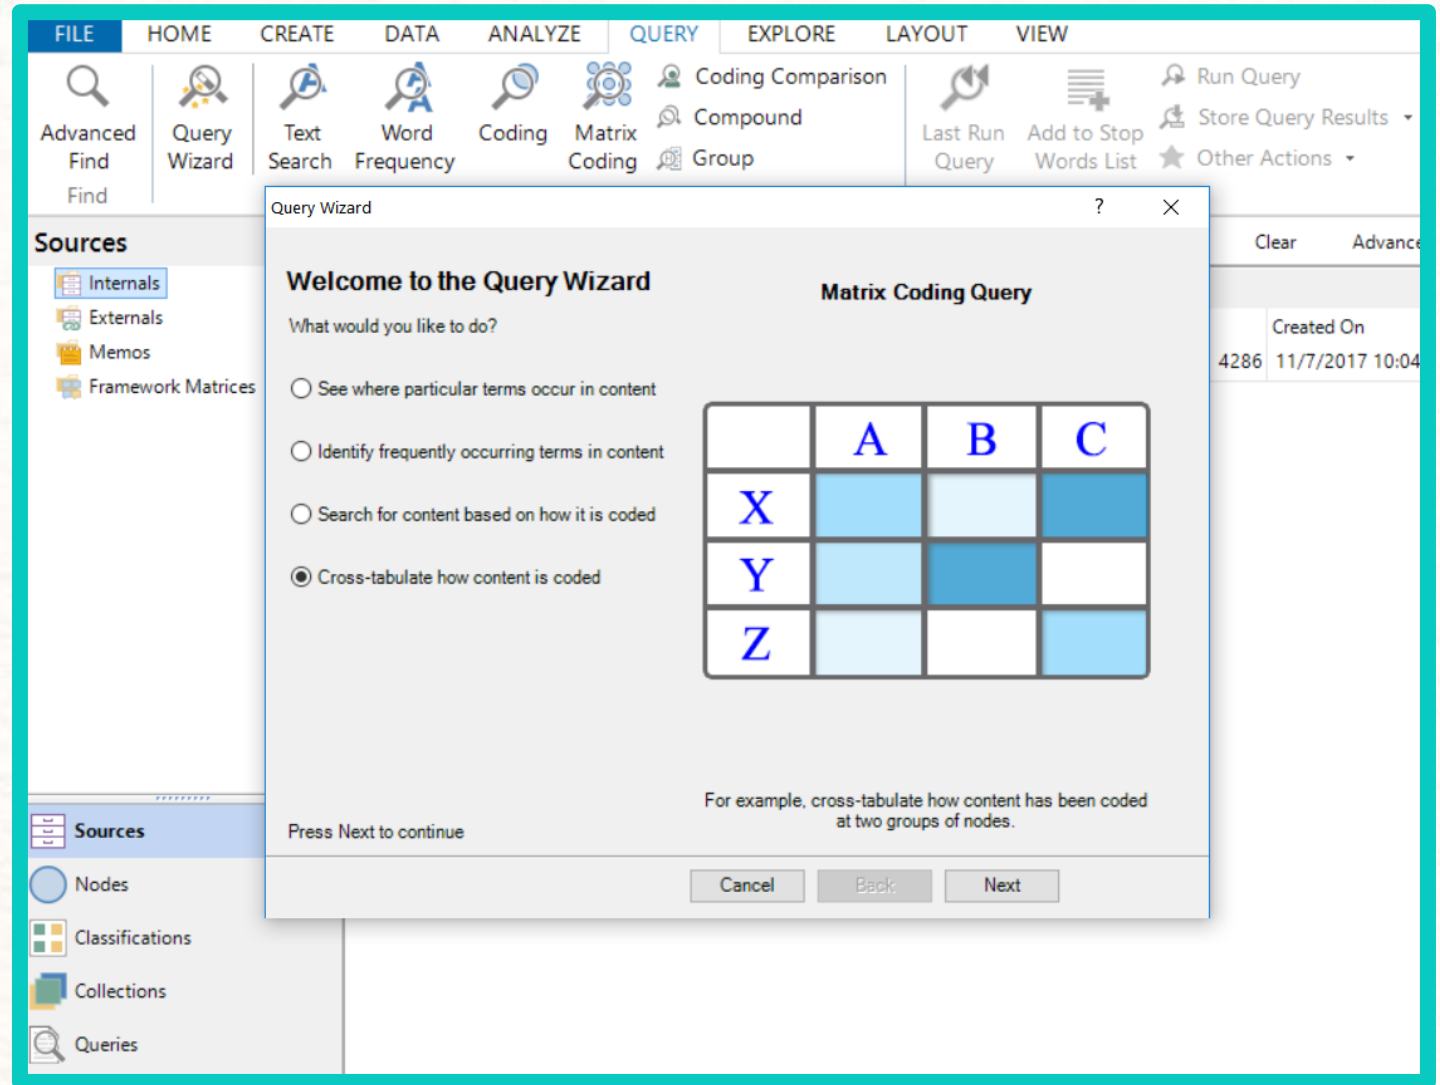 FILE HOME CREATE DATA ANALYZE QUERY EXPLORE LAYOUT VIEW
Advanced
Find
Query
Wizard
Text
Search
Word
Frequency
Coding
Matrix
Coding
Coding Comparison
Compound
Group
Last Run
Query
Add to Stop
Words List
Run Query
Store Query Results
Other Actions
Find
Query Wizard ?
Sources
Internals
Externals
Memos
Framework Matrices
Clear
Created On
4286 11/7/2017 10:04
Welcome to the Query Wizard
What would you like to do?
See where particular terms occur in content
Identify frequently occurring terms in content
Search for content based on how it is coded
Cross-tabulate how content is coded
Matrix Coding Query
A B C
X
Y
Z
For example, cross-tabulate how content has been coded
at two groups of nodes.
Press Next to continue
Cancel Back Next
Sources
Nodes
Classifications
Collections
Queries